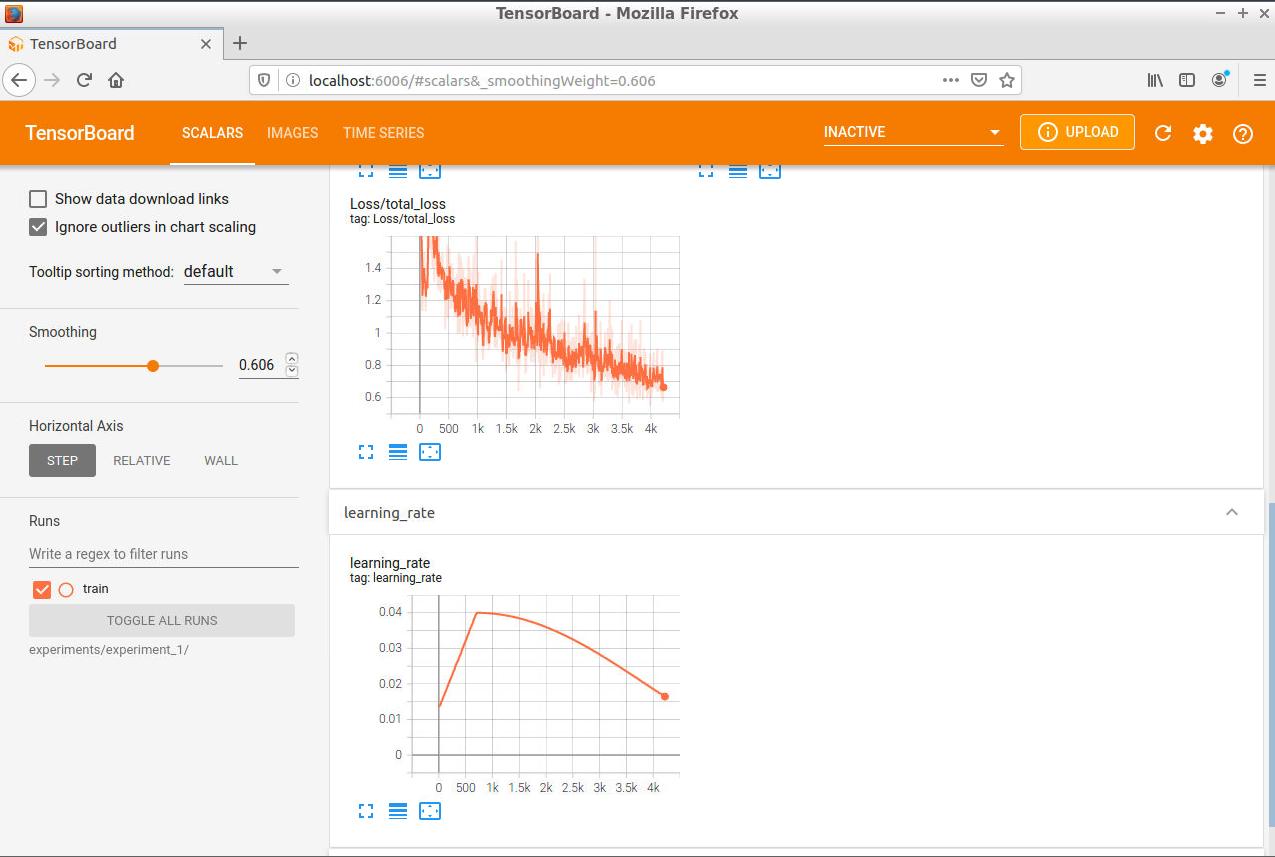 TensorBoard - Mozilla Firefox
TensorBoard
localhost:6006/#scalars&_smoothingWeight=0.606
TensorBoard SCALARS IMAGES TIME SERIES INACTIVE UPLOAD
Show data download links
Ignore outliers in chart scaling
Tooltip sorting method: default
Smoothing
0.606
Horizontal Axis
STEP RELATIVE WALL
Runs
Write a regex to filter runs
train
TOGGLE ALL RUNS
experiments/experiment_1/
Loss/total_loss
tag: Loss/total_loss
1.4
1.2
1
0.8
0.6
0 500 1k 1.5k 2k 2.5k 3k 3.5k 4k
learning_rate
learning_rate
tag: learning_rate
0.04
0.03
0.02
0.01
0
0 500 1k 1.5k 2k 2.5k 3k 3.5k 4k